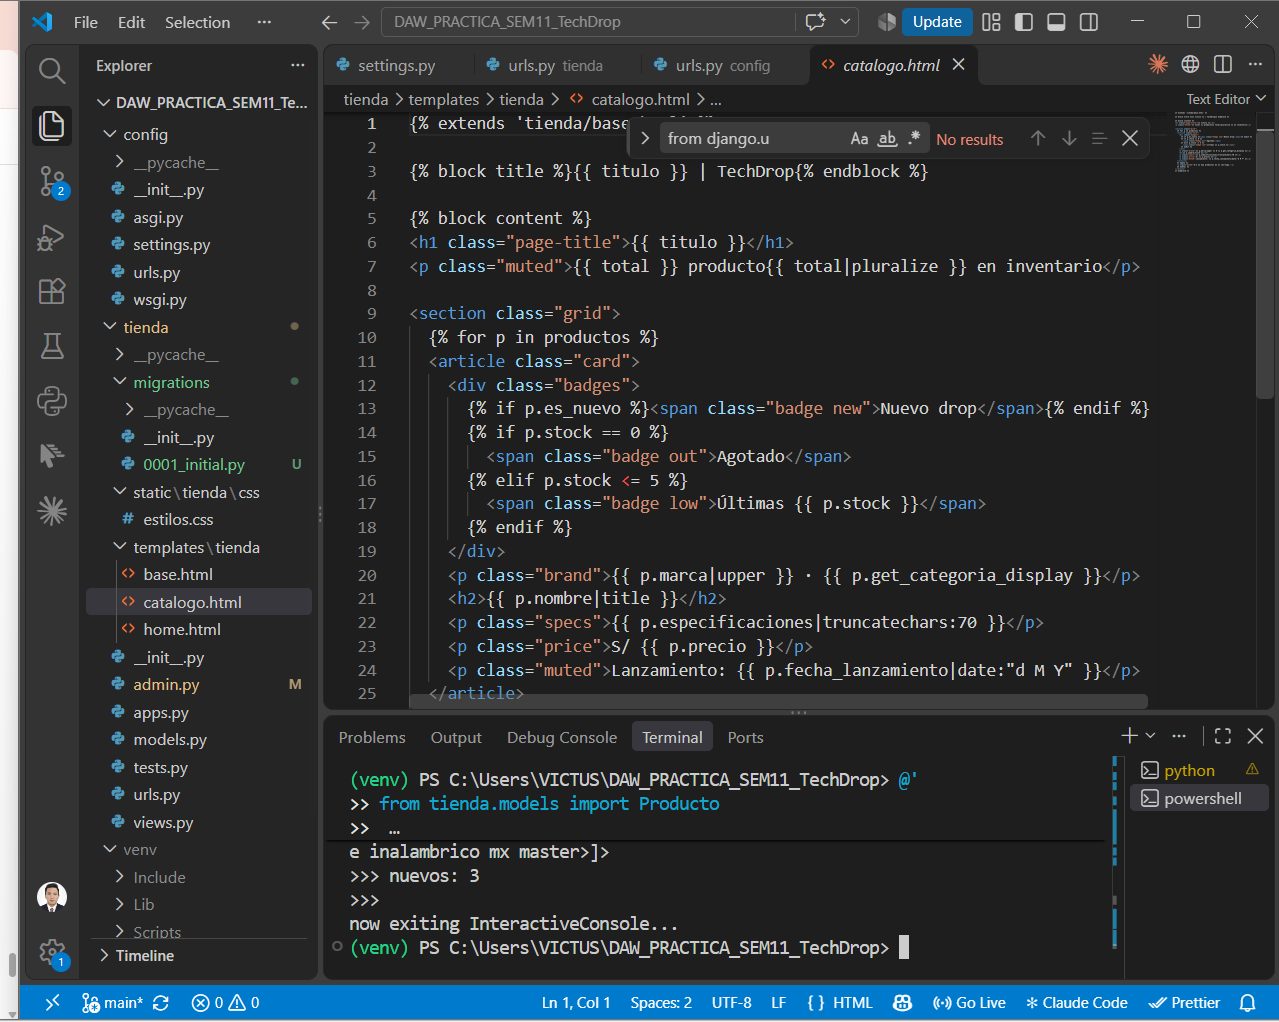 File Edit Selection ··· DAW_PRACTICA_SEM11_TechDrop Update
Explorer ···
DAW_PRACTICA_SEM11_Te...
config
__pycache__
__init__.py
asgi.py
settings.py
urls.py
wsgi.py
tienda
__pycache__
migrations
__pycache__
__init__.py
0001_initial.py U
static\tienda\css
estilos.css
templates\tienda
base.html
catalogo.html
home.html
__init__.py
admin.py M
apps.py
models.py
tests.py
urls.py
views.py
venv
Include
Lib
Scripts
Timeline
2
1
settings.py urls.py tienda urls.py config catalogo.html
tienda > templates > tienda > catalogo.html > ... Text Editor
from django.u Aa ab .* No results
1 {% extends 'tienda/base
2
3 {% block title %}{{ titulo }} | TechDrop{% endblock %}
4
5 {% block content %}
6 <h1 class="page-title">{{ titulo }}</h1>
7 <p class="muted">{{ total }} producto{{ total|pluralize }} en inventario</p>
8
9 <section class="grid">
10 {% for p in productos %}
11 <article class="card">
12 <div class="badges">
13 {% if p.es_nuevo %}<span class="badge new">Nuevo drop</span>{% endif %}
14 {% if p.stock == 0 %}
15 <span class="badge out">Agotado</span>
16 {% elif p.stock <= 5 %}
17 <span class="badge low">Últimas {{ p.stock }}</span>
18 {% endif %}
19 </div>
20 <p class="brand">{{ p.marca|upper }} · {{ p.get_categoria_display }}</p>
21 <h2>{{ p.nombre|title }}</h2>
22 <p class="specs">{{ p.especificaciones|truncatechars:70 }}</p>
23 <p class="price">S/ {{ p.precio }}</p>
24 <p class="muted">Lanzamiento: {{ p.fecha_lanzamiento|date:"d M Y" }}</p>
25 </article>
Problems Output Debug Console Terminal Ports
(venv) PS C:\Users\VICTUS\DAW_PRACTICA_SEM11_TechDrop> @'
>> from tienda.models import Producto
>> …
e inalambrico mx master>]>
>>> nuevos: 3
>>>
now exiting InteractiveConsole...
(venv) PS C:\Users\VICTUS\DAW_PRACTICA_SEM11_TechDrop>
python
powershell
main* 0 0 Ln 1, Col 1 Spaces: 2 UTF-8 LF {} HTML Go Live Claude Code Prettier